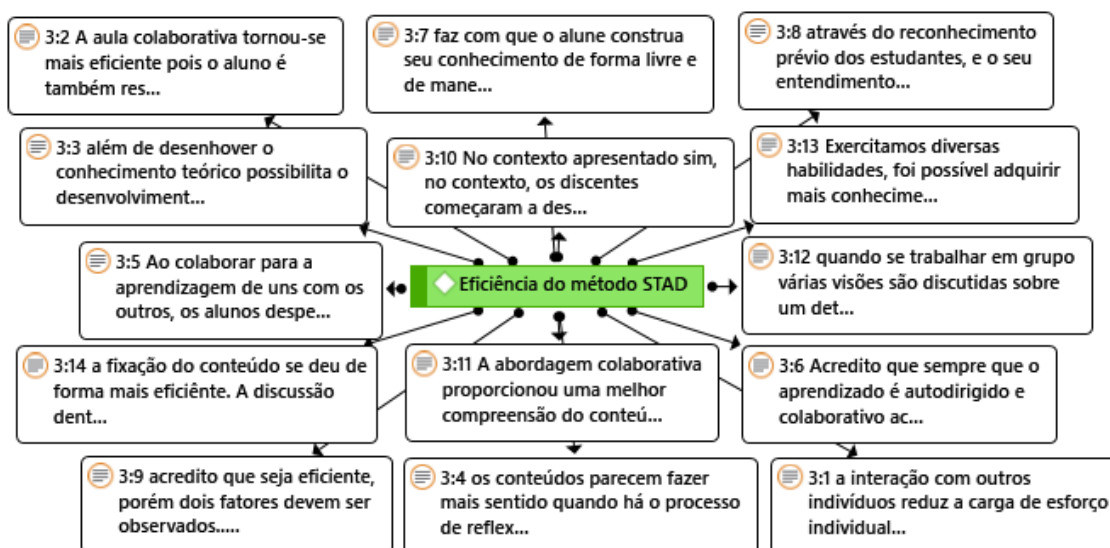 3:2 A aula colaborativa tornou-se
mais eficiente pois o aluno é
também res...
3:7 faz com que o alune construa
seu conhecimento de forma livre e
de mane...
3:8 através do reconhecimento
prévio dos estudantes, e o seu
entendimento...
3:3 além de desenhover o
conhecimento teórico possibilita o
desenvolviment...
3:10 No contexto apresentado sim,
no contexto, os discentes
começaram a des...
3:13 Exercitamos diversas
habilidades, foi possível adquirir
mais conhecime...
3:5 Ao colaborar para a
aprendizagem de uns com os
outros, os alunos despe...
Eficiência do método STAD
3:12 quando se trabalhar em grupo
várias visões são discutidas sobre
um det...
3:14 a fixação do conteúdo se deu de
forma mais eficiênte. A discussão
dent...
3:11 A abordagem colaborativa
proporcionou uma melhor
compreensão do conteú...
3:6 Acredito que sempre que o
aprendizado é autodirigido e
colaborativo ac...
3:9 acredito que seja eficiente,
porém dois fatores devem ser
observados.....
3:4 os conteúdos parecem fazer
mais sentido quando há o processo
de reflex...
3:1 a interação com outros
indivíduos reduz a carga de esforço
individual...